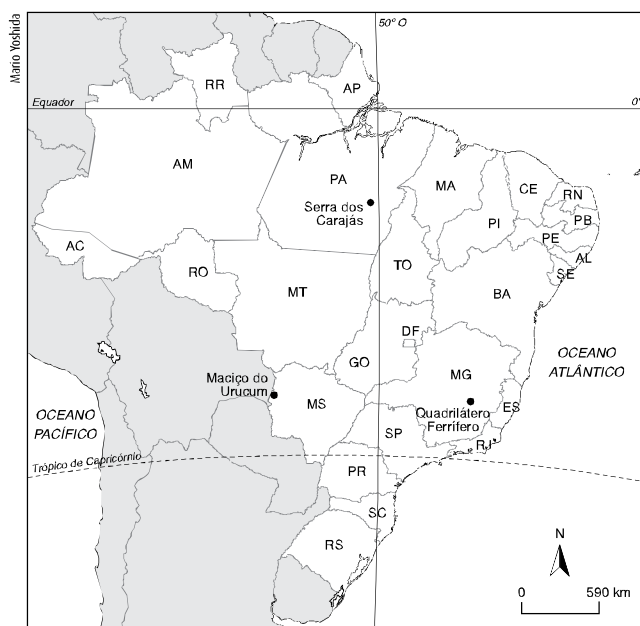 Mario Yoshida
50° O
RR
AP
Equador
0°
AM
PA
MA
CE
RN
Serra dos
Carajás
PI
PB
PE
AC
AL
RO
TO
SE
MT
BA
DF
GO
OCEANO
ATLÂNTICO
Maciço do
Urucum
MG
MS
ES
OCEANO
PACÍFICO
Quadrilátero
Ferrífero
SP
RJ
Trópico de Capricórnio
PR
SC
RS
N
0 590 km